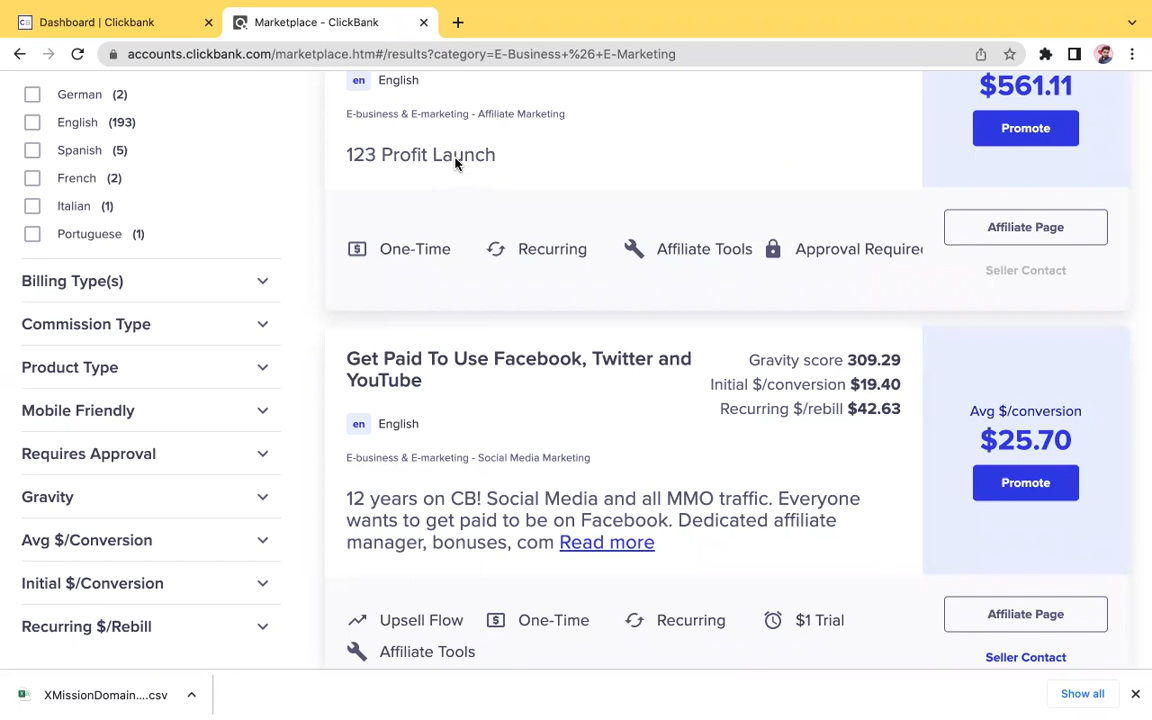 Dashboard | Clickbank
Marketplace - ClickBank
accounts.clickbank.com/marketplace.htm#/results?category=E-Business+%26+E-Marketing
German (2)
English (193)
Spanish (5)
French (2)
Italian (1)
Portuguese (1)
Billing Type(s)
Commission Type
Product Type
Mobile Friendly
Requires Approval
Gravity
Avg $/Conversion
Initial $/Conversion
Recurring $/Rebill
en English
E-business & E-marketing - Affiliate Marketing
123 Profit Launch
$561.11
Promote
One-Time Recurring Affiliate Tools Approval Required
Affiliate Page
Seller Contact
Get Paid To Use Facebook, Twitter and
YouTube
Gravity score 309.29
Initial $/conversion $19.40
Recurring $/rebill $42.63
en English
E-business & E-marketing - Social Media Marketing
12 years on CB! Social Media and all MMO traffic. Everyone
wants to get paid to be on Facebook. Dedicated affiliate
manager, bonuses, com Read more
Avg $/conversion
$25.70
Promote
Upsell Flow One-Time Recurring $1 Trial
Affiliate Tools
Affiliate Page
Seller Contact
XMissionDomain....csv
Show all